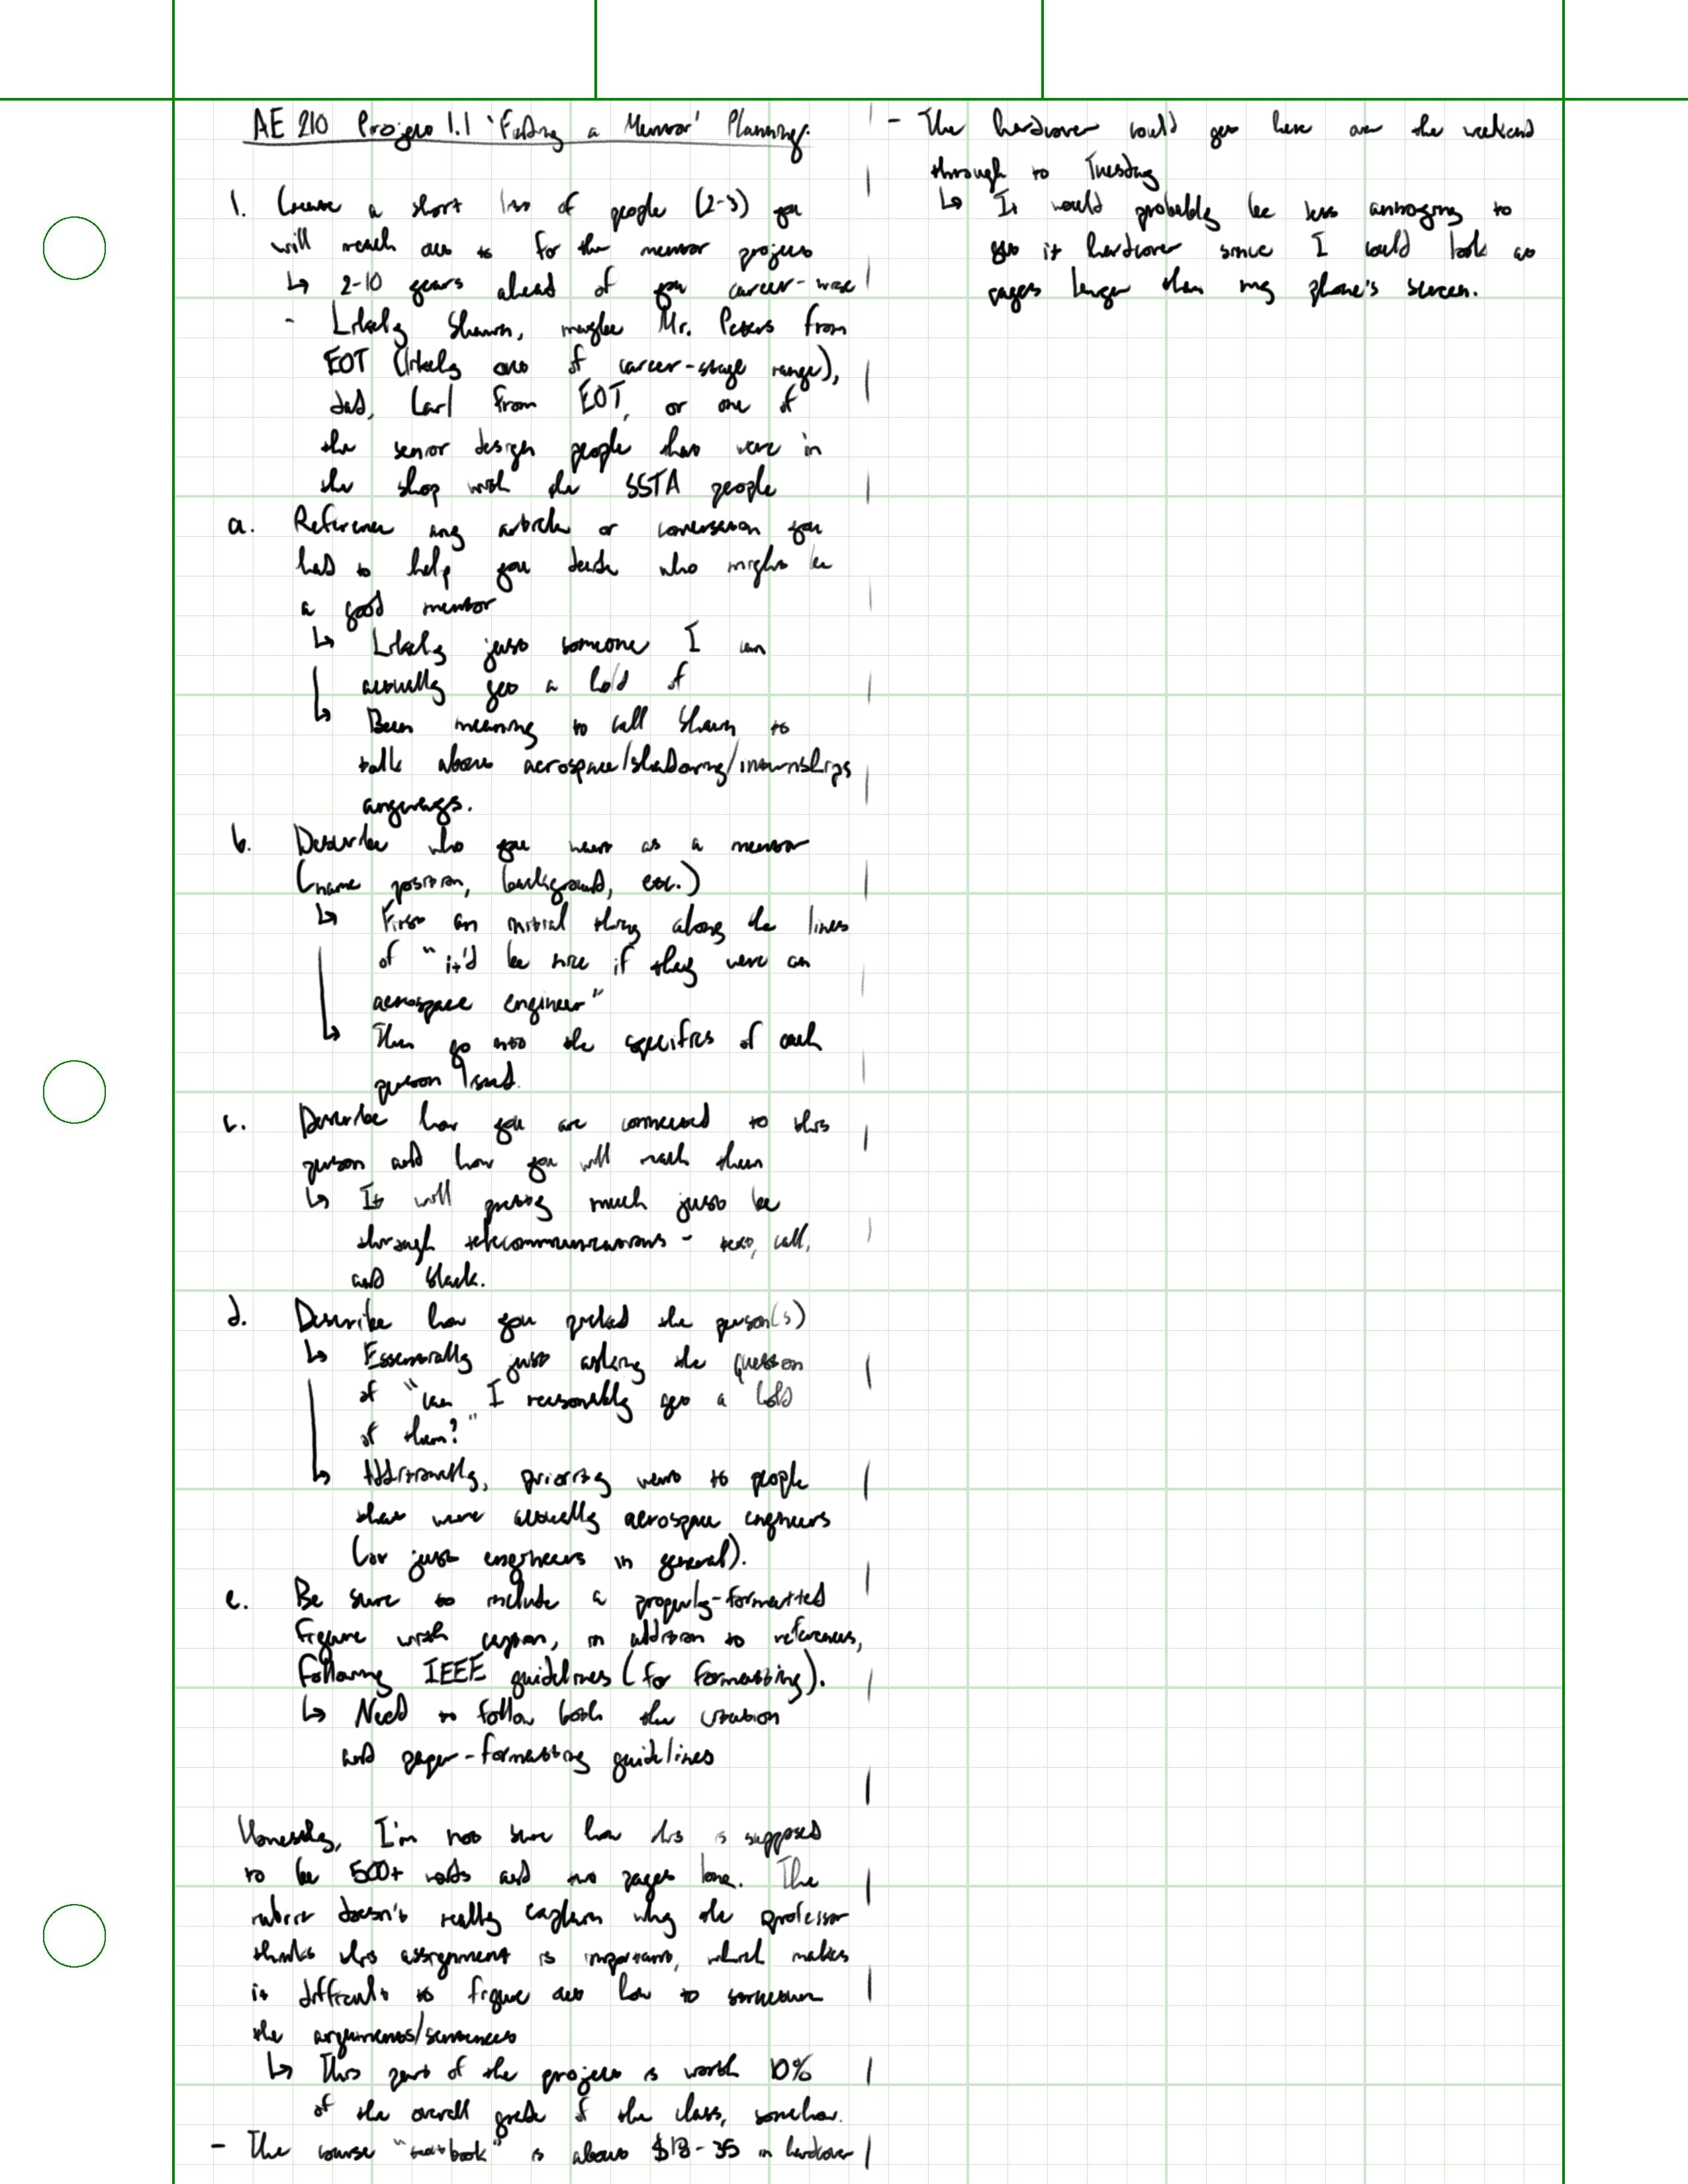 AE 210 Project 1.1 'Finding a Mentor' Planning:
1. Create a short list of people (2-3) you
will reach out to for the mentor project
↳ 2-10 years ahead of you career-wise
- Likely Shawn, maybe Mr. Peters from
EOT (likely out of career-stage range),
dad, Carl from EOT, or one of
the senior design people that were in
the shop with the SSTA people
a. Reference any article or conversation you
had to help you decide who might be
a good mentor
↳ Likely just someone I can
actually get a hold of
↳ Been meaning to call Shawn to
talk about aerospace/shadowing/internships
anyways.
b. Describe who you want as a mentor
(name position, background, etc.)
↳ First an initial thing along the lines
of "it'd be nice if they were an
aerospace engineer"
↳ Then go into the specifics of each
person listed.
c. Describe how you are connected to this
person and how you will reach them
↳ It will pretty much just be
through telecommunications - text, call,
and Slack.
d. Describe how you picked the person(s)
↳ Essentially just asking the question
of "can I reasonably get a hold
of them?"
↳ Additionally, priority went to people
that were actually aerospace engineers
(or just engineers in general).
e. Be sure to include a properly-formatted
figure with caption, in addition to references,
following IEEE guidelines (for formatting).
↳ Need to follow both the citation
and paper-formatting guidelines
Honestly, I'm not sure how this is supposed
to be 500+ words and two pages long. The
rubric doesn't really explain why the professor
thinks this assignment is important, which makes
it difficult to figure out how to
the arguments/sentences
↳ This part of the project is worth 10%
of the overall grade of the class, somehow.
- The course "textbook" is about $18-35 in hardcover
- The hardcover could get here over the weekend
through to Tuesday
↳ It would probably be less annoying to
get it hardcover since I could look at
pages longer than my phone's screen.